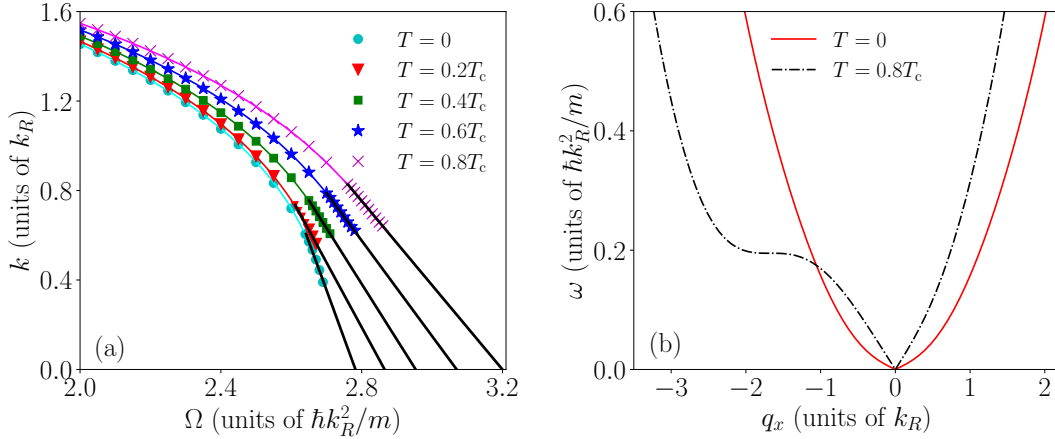 k (units of k_R)
1.6
1.2
0.8
0.4
0.0
T = 0
T = 0.2T_c
T = 0.4T_c
T = 0.6T_c
T = 0.8T_c
(a)
2.0 2.4 2.8 3.2
Ω (units of ħk_R^2/m)
ω (units of ħk_R^2/m)
0.6
0.4
0.2
0.0
T = 0
T = 0.8T_c
(b)
−3 −2 −1 0 1 2
q_x (units of k_R)